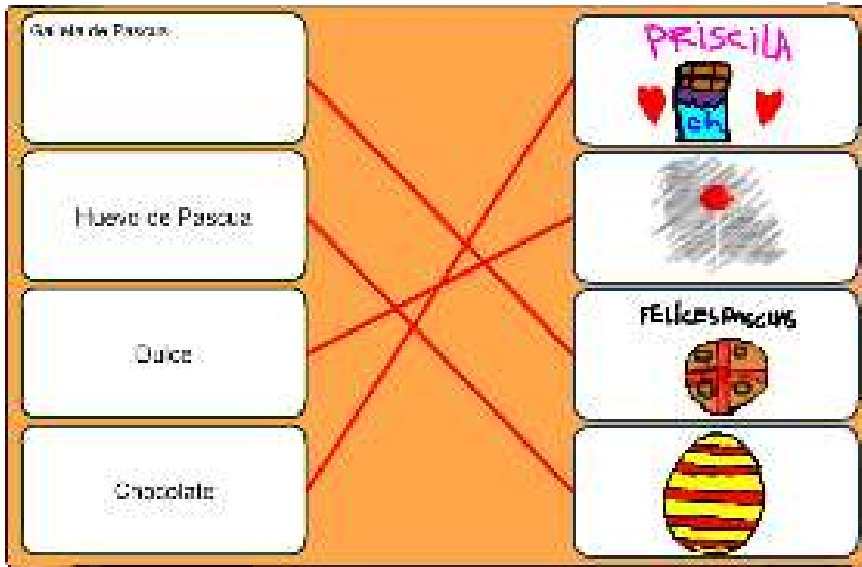 Galleta de Pascua
PRISCILA
ch
Huevo de Pascua
Dulce
FELICES PASCUAS
Chocolate